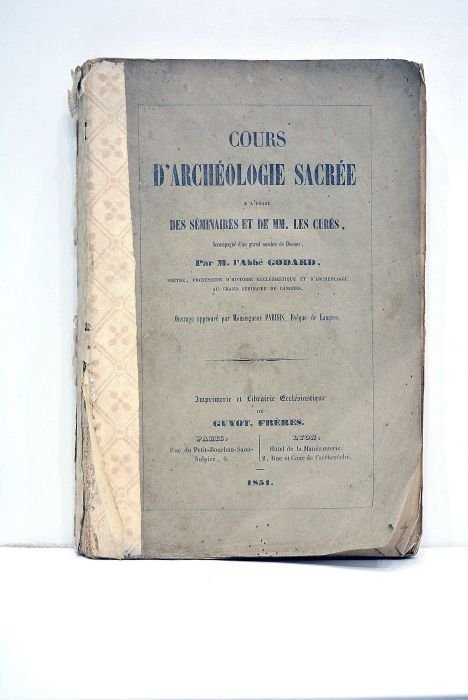 COURS
D'ARCHÉOLOGIE SACRÉE
A L'USAGE
DES SÉMINAIRES ET DE MM. LES CURÉS,
Accompagné d'un grand nombre de Dessins,
Par M. l'Abbé GODARD,
PRÊTRE, PROFESSEUR D'HISTOIRE ECCLÉSIASTIQUE ET D'ARCHÉOLOGIE
AU GRAND SÉMINAIRE DE LANGRES.
Ouvrage approuvé par Monseigneur PARISIS, Evêque de Langres.
Imprimerie et Librairie Ecclésiastique
DE
GUYOT, FRÈRES.
PARIS,
Rue du Petit-Bourbon-Saint-
Sulpice,
LYON,
Hôtel de la Manécanterie,
2, Rue et Cour de l'archevêché.
1851.